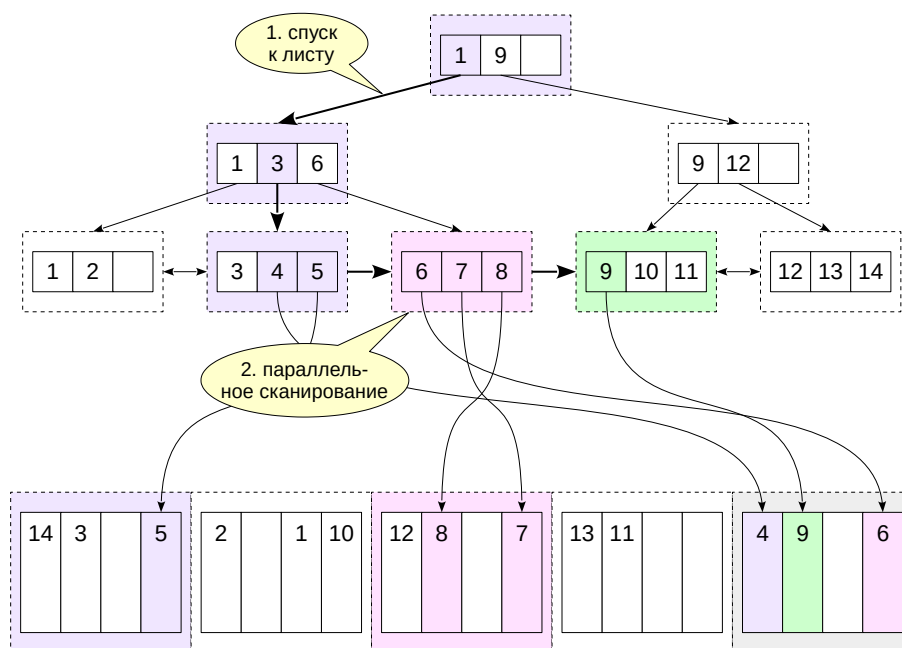 1. спуск
к листу
1 9
1 3 6
9 12
1 2
3 4 5
6 7 8
9 10 11
12 13 14
2. параллель-
ное сканирование
14 3 5
2 1 10
12 8 7
13 11
4 9 6